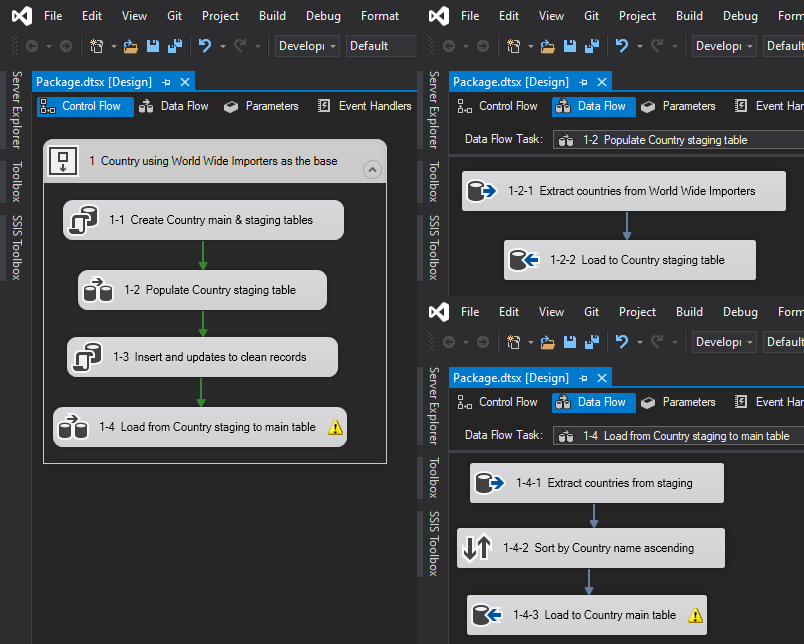 File Edit View Git Project Build Debug Format
Developi Default
Package.dtsx [Design]
Control Flow Data Flow Parameters Event Handlers
Server Explorer
Toolbox
SSIS Toolbox
1 Country using World Wide Importers as the base
1-1 Create Country main & staging tables
1-2 Populate Country staging table
1-3 Insert and updates to clean records
1-4 Load from Country staging to main table
File Edit View Git Project Build Debug Form
Developi Default
Package.dtsx [Design]
Control Flow Data Flow Parameters Event Han
Data Flow Task: 1-2 Populate Country staging table
Server Explorer
Toolbox
SSIS Toolbox
1-2-1 Extract countries from World Wide Importers
1-2-2 Load to Country staging table
File Edit View Git Project Build Debug Form
Developi Default
Package.dtsx [Design]
Control Flow Data Flow Parameters Event Han
Data Flow Task: 1-4 Load from Country staging to main table
Server Explorer
Toolbox
SSIS Toolbox
1-4-1 Extract countries from staging
1-4-2 Sort by Country name ascending
1-4-3 Load to Country main table